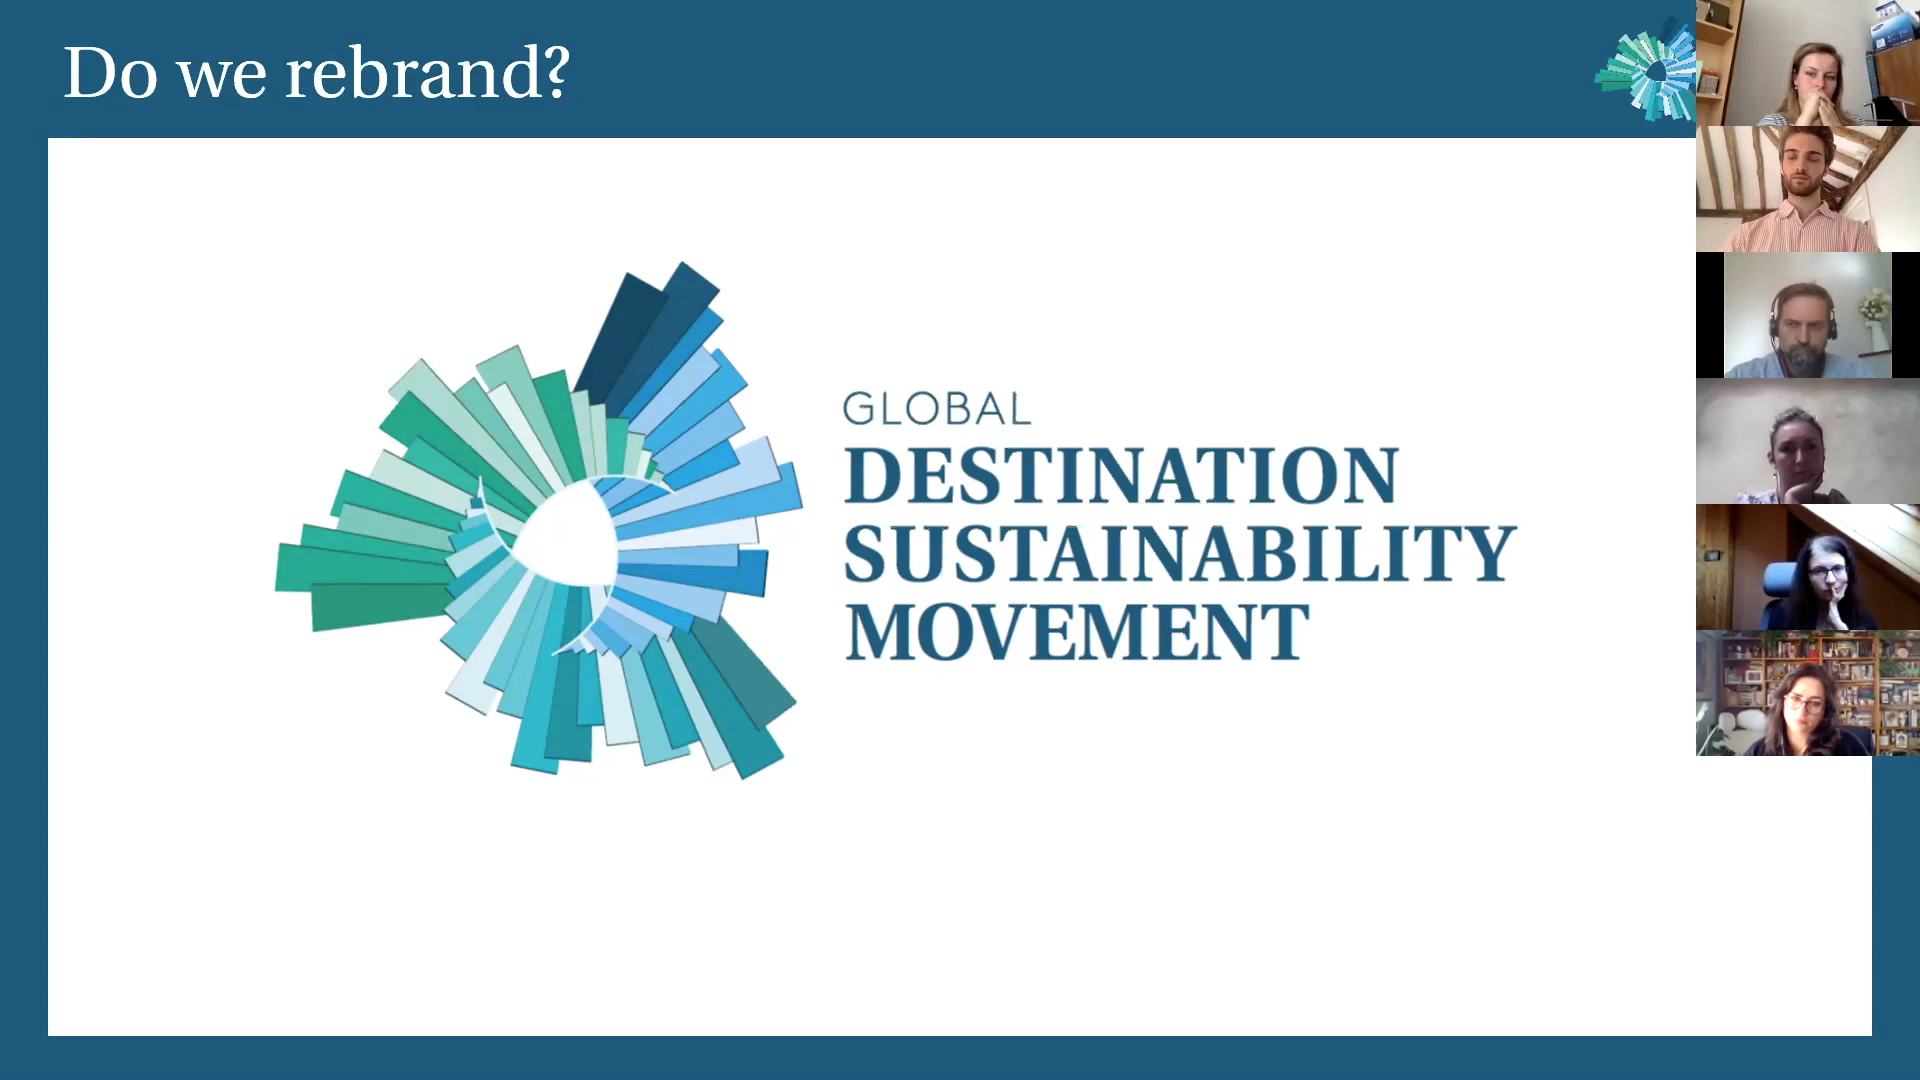 Do we rebrand?
GLOBAL
DESTINATION
SUSTAINABILITY
MOVEMENT